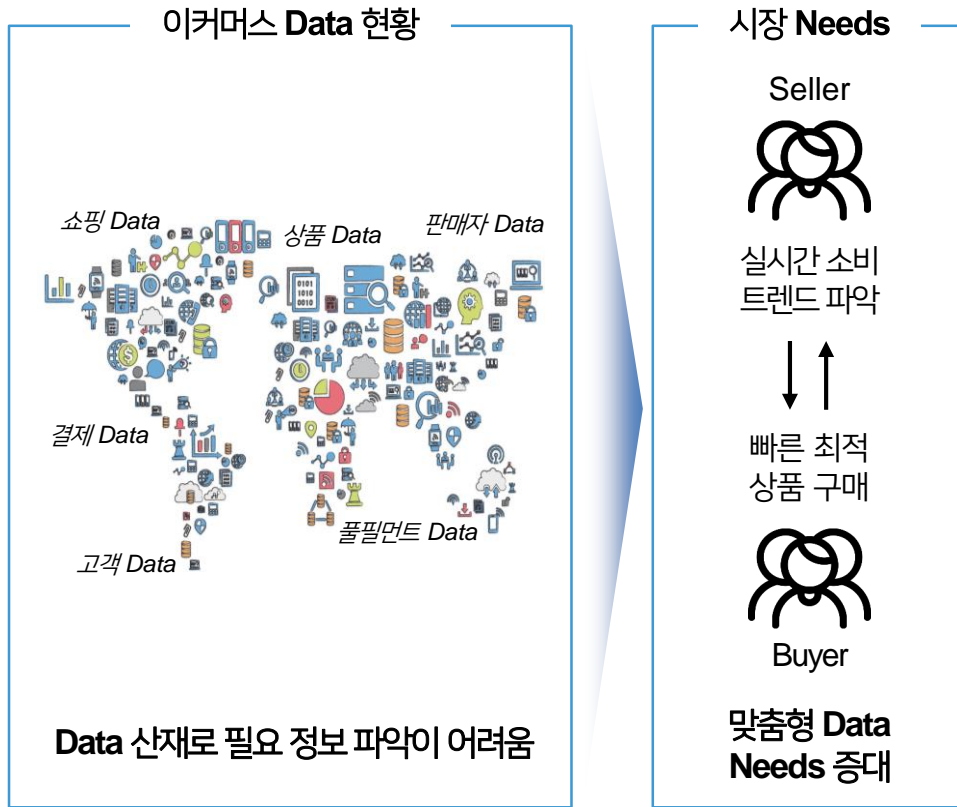 이커머스 Data 현황
쇼핑 Data
상품 Data
판매자 Data
0101
1010
0010
결제 Data
풀필먼트 Data
고객 Data
Data 산재로 필요 정보 파악이 어려움
시장 Needs
Seller
실시간 소비
트렌드 파악
빠른 최적
상품 구매
Buyer
맞춤형 Data
Needs 증대